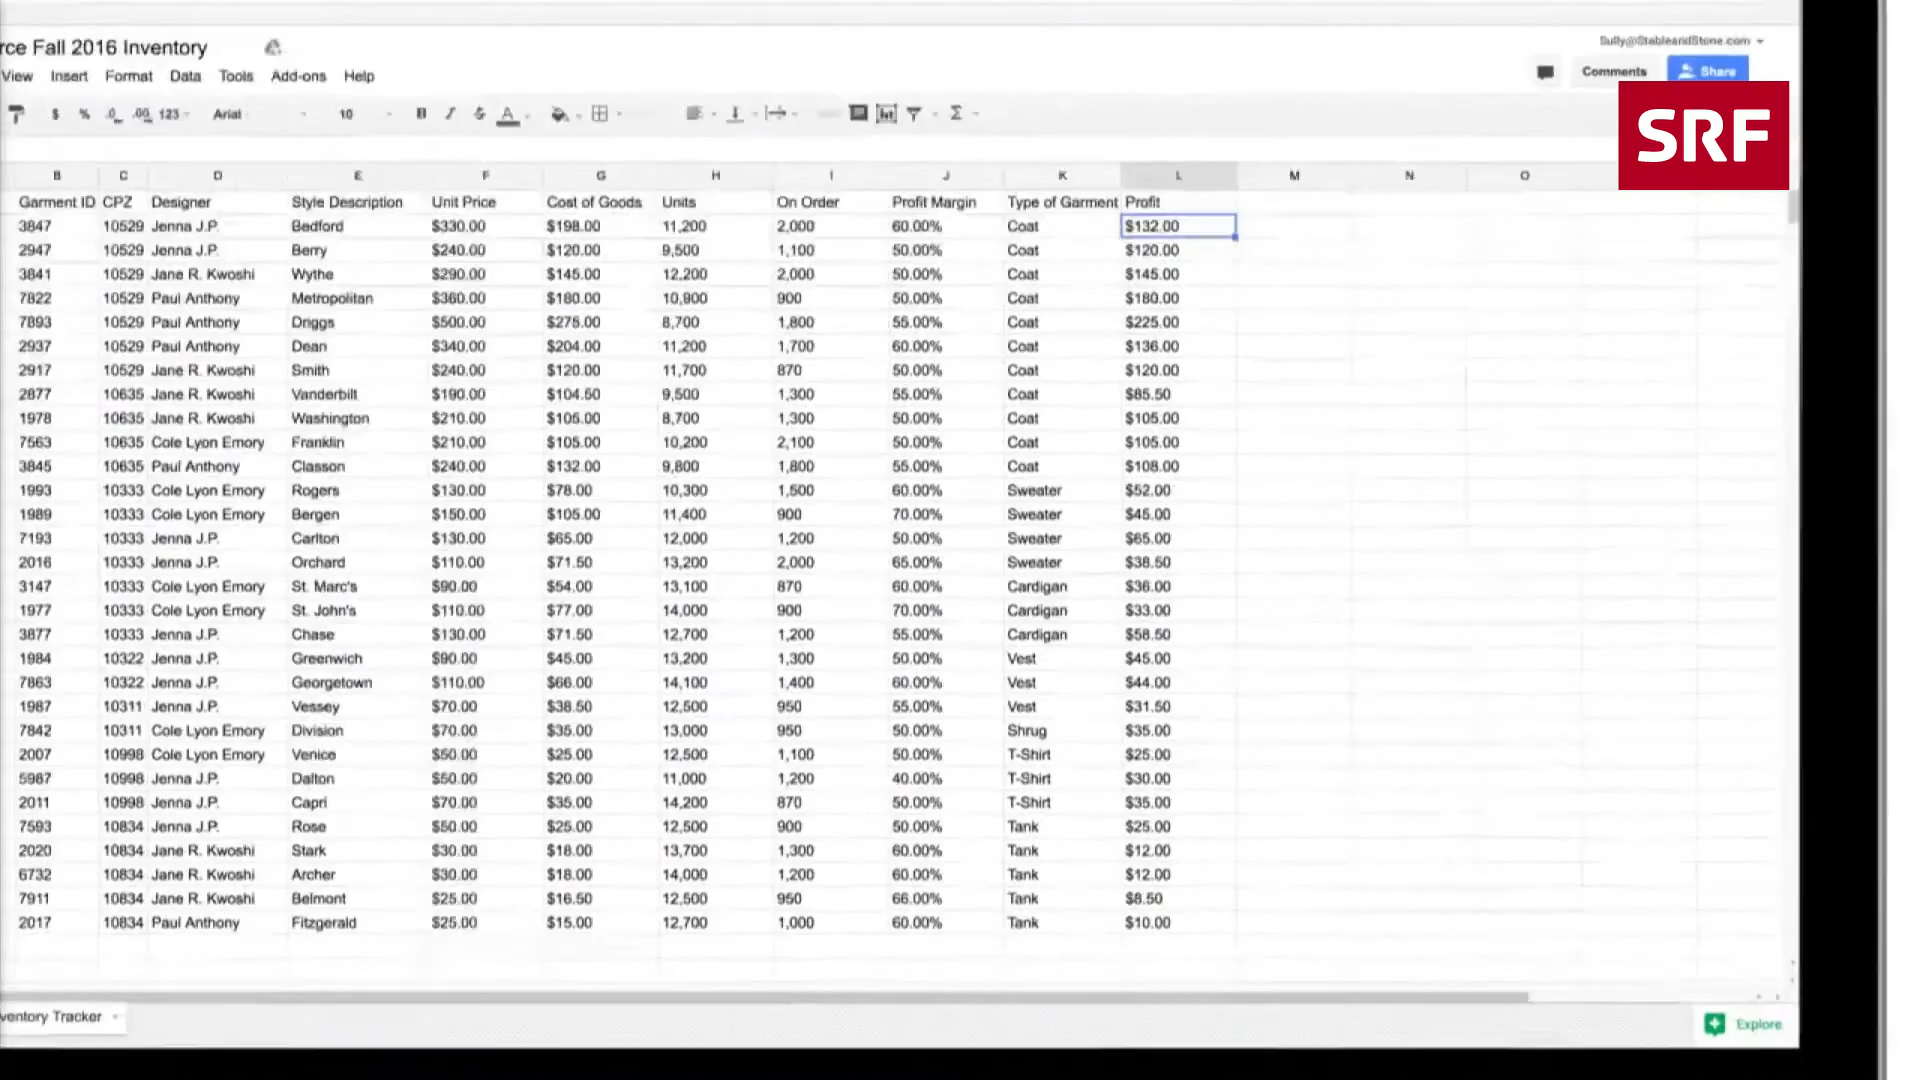 rce Fall 2016 Inventory
Sully@StableandStone.com
View Insert Format Data Tools Add-ons Help
Comments Share
$ % .0 .00 123 Arial 10 B I S A Σ
SRF
B C D E F G H I J K L M N O
Garment ID CPZ Designer Style Description Unit Price Cost of Goods Units On Order Profit Margin Type of Garment Profit
3847 10529 Jenna J.P. Bedford $330.00 $198.00 11,200 2,000 60.00% Coat $132.00
2947 10529 Jenna J.P. Berry $240.00 $120.00 9,500 1,100 50.00% Coat $120.00
3841 10529 Jane R. Kwoshi Wythe $290.00 $145.00 12,200 2,000 50.00% Coat $145.00
7822 10529 Paul Anthony Metropolitan $360.00 $180.00 10,800 900 50.00% Coat $180.00
7893 10529 Paul Anthony Driggs $500.00 $275.00 8,700 1,800 55.00% Coat $225.00
2937 10529 Paul Anthony Dean $340.00 $204.00 11,200 1,700 60.00% Coat $136.00
2917 10529 Jane R. Kwoshi Smith $240.00 $120.00 11,700 870 50.00% Coat $120.00
2877 10635 Jane R. Kwoshi Vanderbilt $190.00 $104.50 9,500 1,300 55.00% Coat $85.50
1978 10635 Jane R. Kwoshi Washington $210.00 $105.00 8,700 1,300 50.00% Coat $105.00
7563 10635 Cole Lyon Emory Franklin $210.00 $105.00 10,200 2,100 50.00% Coat $105.00
3845 10635 Paul Anthony Classon $240.00 $132.00 9,800 1,800 55.00% Coat $108.00
1993 10333 Cole Lyon Emory Rogers $130.00 $78.00 10,300 1,500 60.00% Sweater $52.00
1989 10333 Cole Lyon Emory Bergen $150.00 $105.00 11,400 900 70.00% Sweater $45.00
7193 10333 Jenna J.P. Carlton $130.00 $65.00 12,000 1,200 50.00% Sweater $65.00
2016 10333 Jenna J.P. Orchard $110.00 $71.50 13,200 2,000 65.00% Sweater $38.50
3147 10333 Cole Lyon Emory St. Marc's $90.00 $54.00 13,100 870 60.00% Cardigan $36.00
1977 10333 Cole Lyon Emory St. John's $110.00 $77.00 14,000 900 70.00% Cardigan $33.00
3877 10333 Jenna J.P. Chase $130.00 $71.50 12,700 1,200 55.00% Cardigan $58.50
1984 10322 Jenna J.P. Greenwich $90.00 $45.00 13,200 1,300 50.00% Vest $45.00
7863 10322 Jenna J.P. Georgetown $110.00 $66.00 14,100 1,400 60.00% Vest $44.00
1987 10311 Jenna J.P. Vessey $70.00 $38.50 12,500 950 55.00% Vest $31.50
7842 10311 Cole Lyon Emory Division $70.00 $35.00 13,000 950 50.00% Shrug $35.00
2007 10998 Cole Lyon Emory Venice $50.00 $25.00 12,500 1,100 50.00% T-Shirt $25.00
5987 10998 Jenna J.P. Dalton $50.00 $20.00 11,000 1,200 40.00% T-Shirt $30.00
2011 10998 Jenna J.P. Capri $70.00 $35.00 14,200 870 50.00% T-Shirt $35.00
7593 10834 Jenna J.P. Rose $50.00 $25.00 12,500 900 50.00% Tank $25.00
2020 10834 Jane R. Kwoshi Stark $30.00 $18.00 13,700 1,300 60.00% Tank $12.00
6732 10834 Jane R. Kwoshi Archer $30.00 $18.00 14,000 1,200 60.00% Tank $12.00
7911 10834 Jane R. Kwoshi Belmont $25.00 $16.50 12,500 950 66.00% Tank $8.50
2017 10834 Paul Anthony Fitzgerald $25.00 $15.00 12,700 1,000 60.00% Tank $10.00
ventory Tracker
Explore